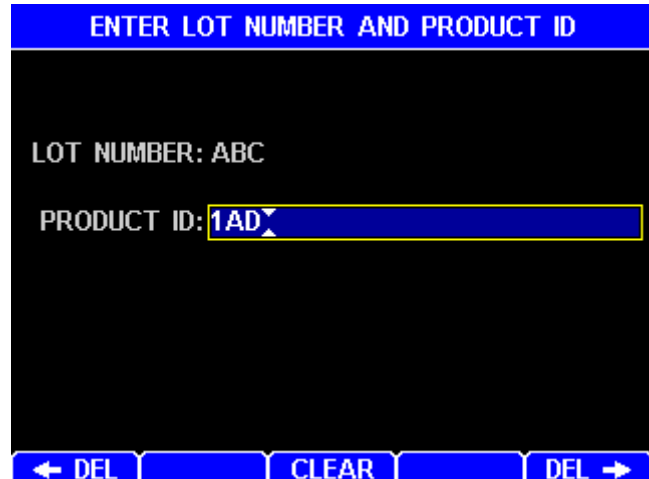 ENTER LOT NUMBER AND PRODUCT ID
LOT NUMBER: ABC
PRODUCT ID: 1AD
← DEL CLEAR DEL →